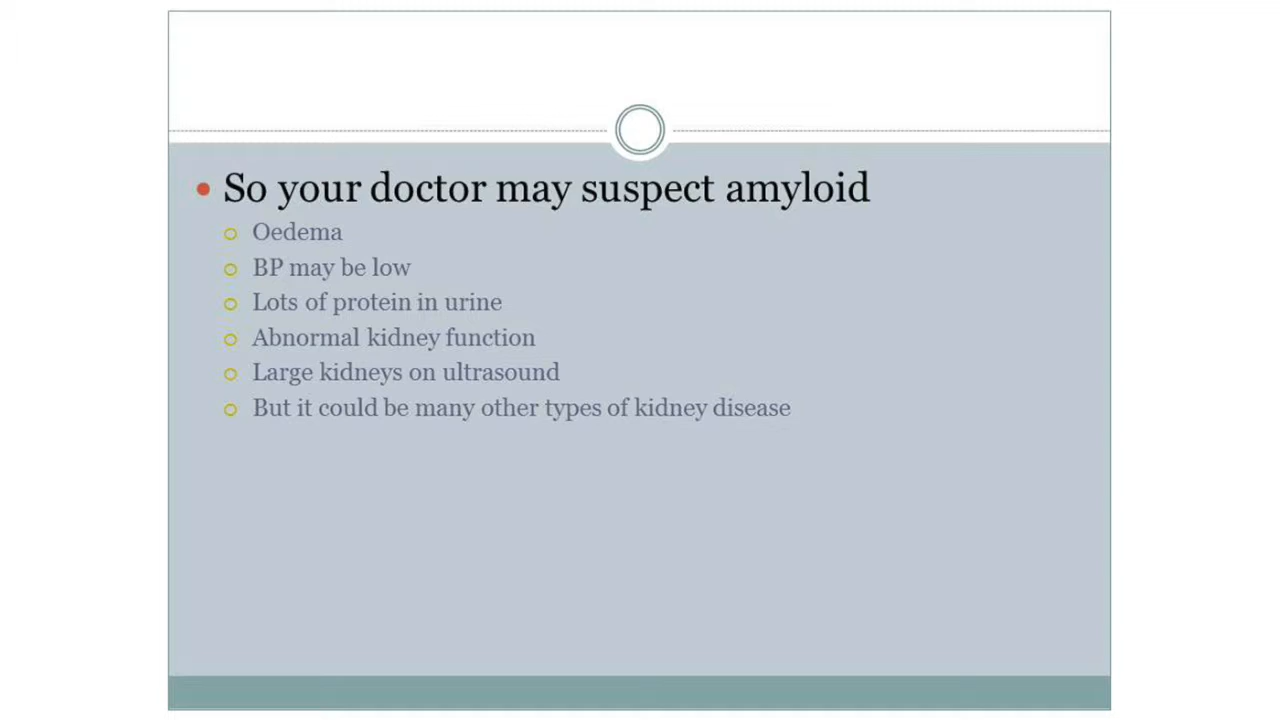 So your doctor may suspect amyloid
Oedema
BP may be low
Lots of protein in urine
Abnormal kidney function
Large kidneys on ultrasound
But it could be many other types of kidney disease